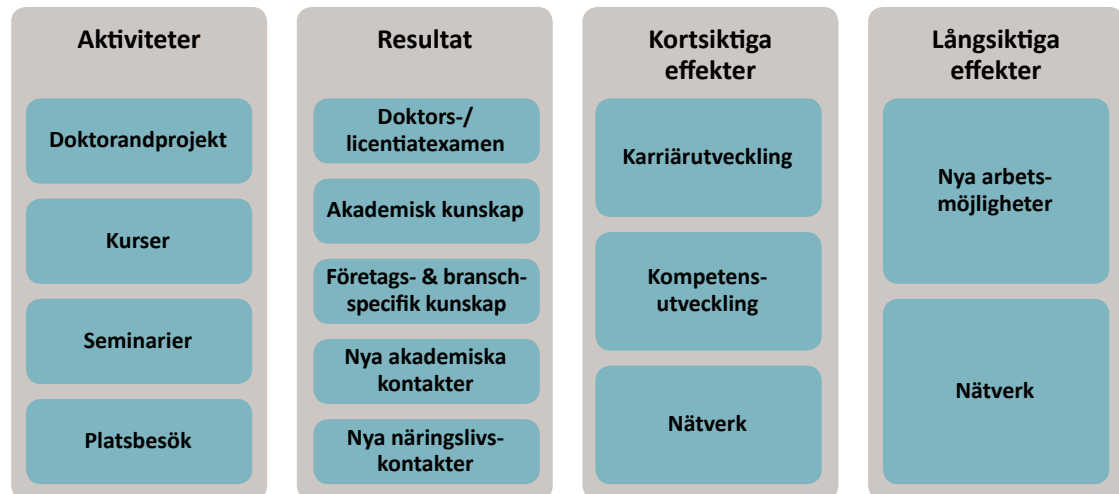 Aktiviteter
Doktorandprojekt
Kurser
Seminarier
Platsbesök
Resultat
Doktors-/
licentiatexamen
Akademisk kunskap
Företags- & bransch-
specifik kunskap
Nya akademiska
kontakter
Nya näringslivs-
kontakter
Kortsiktiga
effekter
Karriärutveckling
Kompetens-
utveckling
Nätverk
Långsiktiga
effekter
Nya arbets-
möjligheter
Nätverk